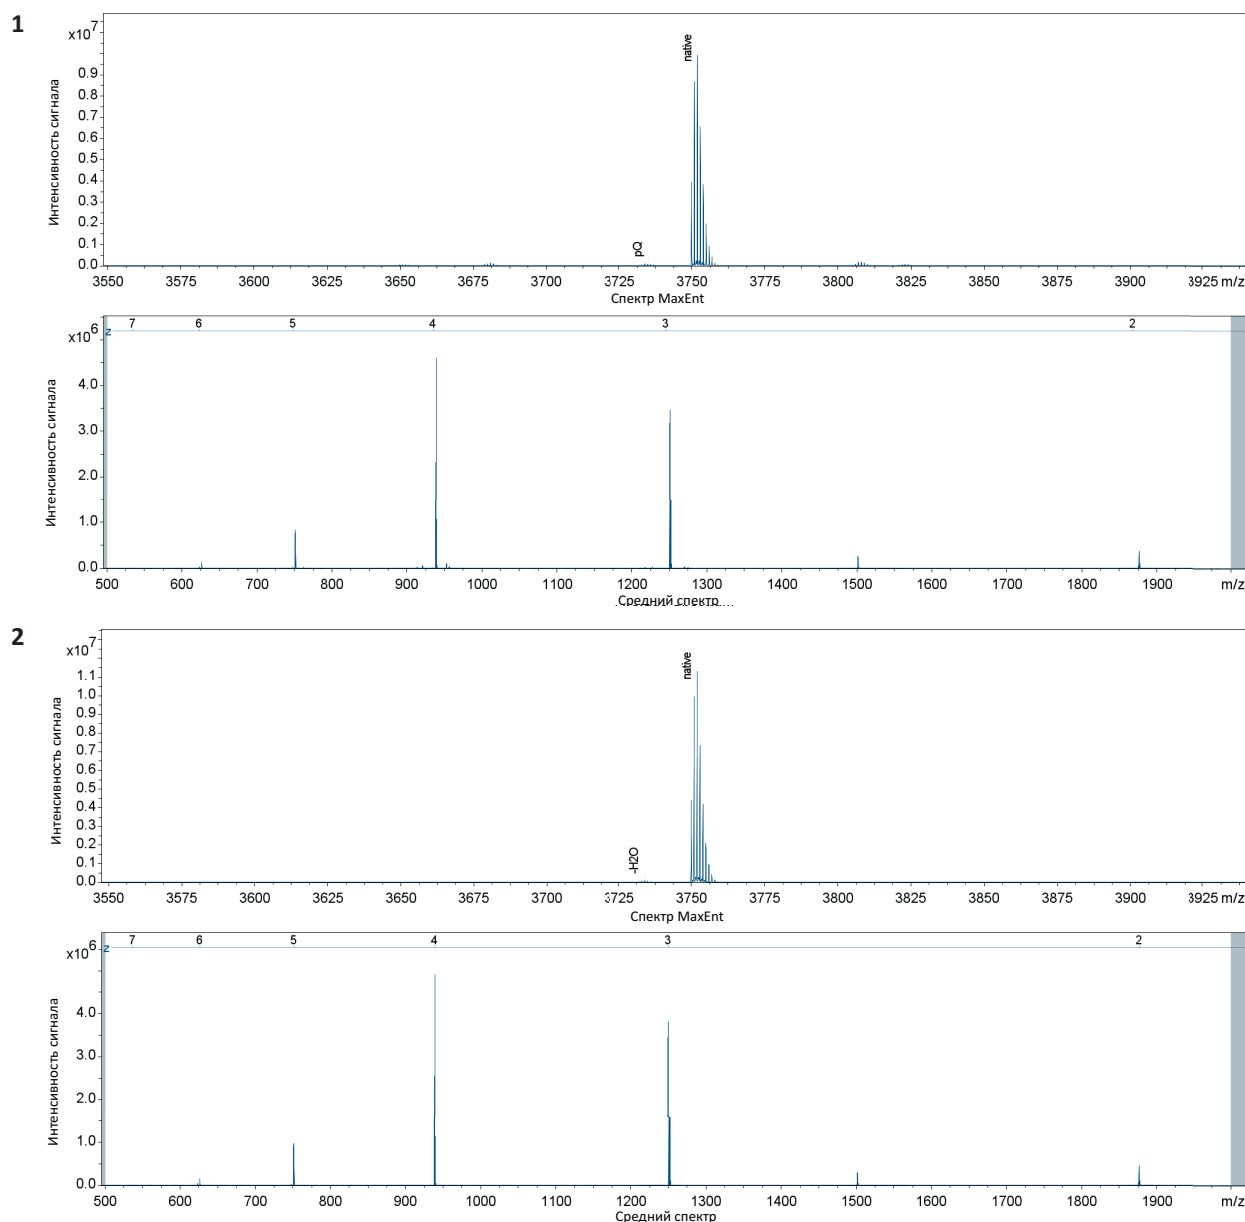 1
x10⁷
Интенсивность сигнала
native
pQ
0.9
0.8
0.7
0.6
0.5
0.4
0.3
0.2
0.1
0.0
3550 3575 3600 3625 3650 3675 3700 3725 3750 3775 3800 3825 3850 3875 3900 3925 m/z
Спектр MaxEnt
z 7 6 5 4 3 2
x10⁶
Интенсивность сигнала
4.0
3.0
2.0
1.0
0.0
500 600 700 800 900 1000 1100 1200 1300 1400 1500 1600 1700 1800 1900 m/z
Средний спектр
2
x10⁷
Интенсивность сигнала
native
-H2O
1.1
1.0
0.9
0.8
0.7
0.6
0.5
0.4
0.3
0.2
0.1
0.0
3550 3575 3600 3625 3650 3675 3700 3725 3750 3775 3800 3825 3850 3875 3900 3925 m/z
Спектр MaxEnt
z 7 6 5 4 3 2
x10⁶
Интенсивность сигнала
4.0
3.0
2.0
1.0
0.0
500 600 700 800 900 1000 1100 1200 1300 1400 1500 1600 1700 1800 1900 m/z
Средний спектр